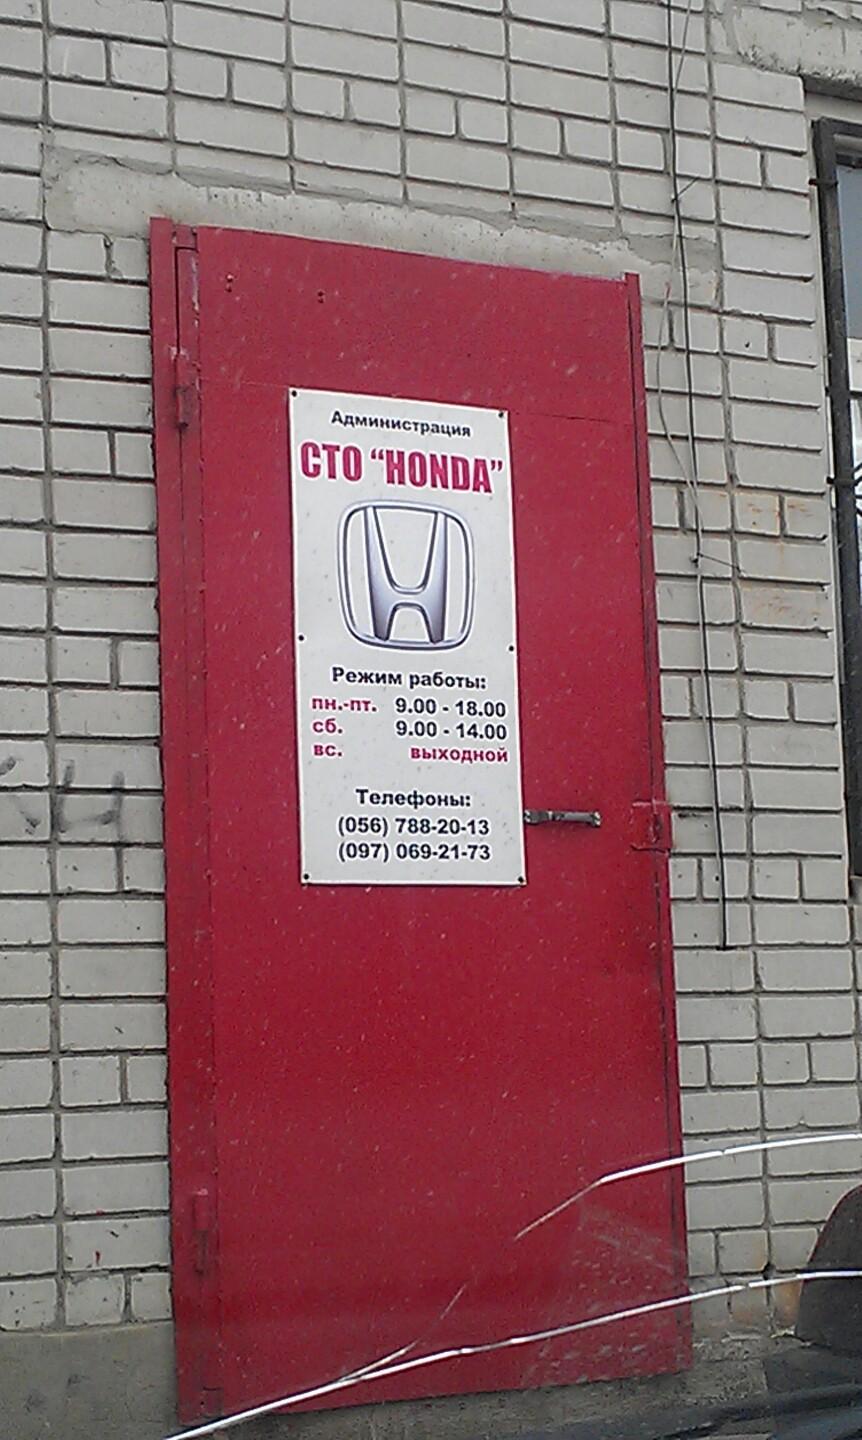 Администрация
СТО “HONDA”
Режим работы:
пн.-пт. 9.00 - 18.00
сб. 9.00 - 14.00
вс. выходной
Телефоны:
(056) 788-20-13
(097) 069-21-73